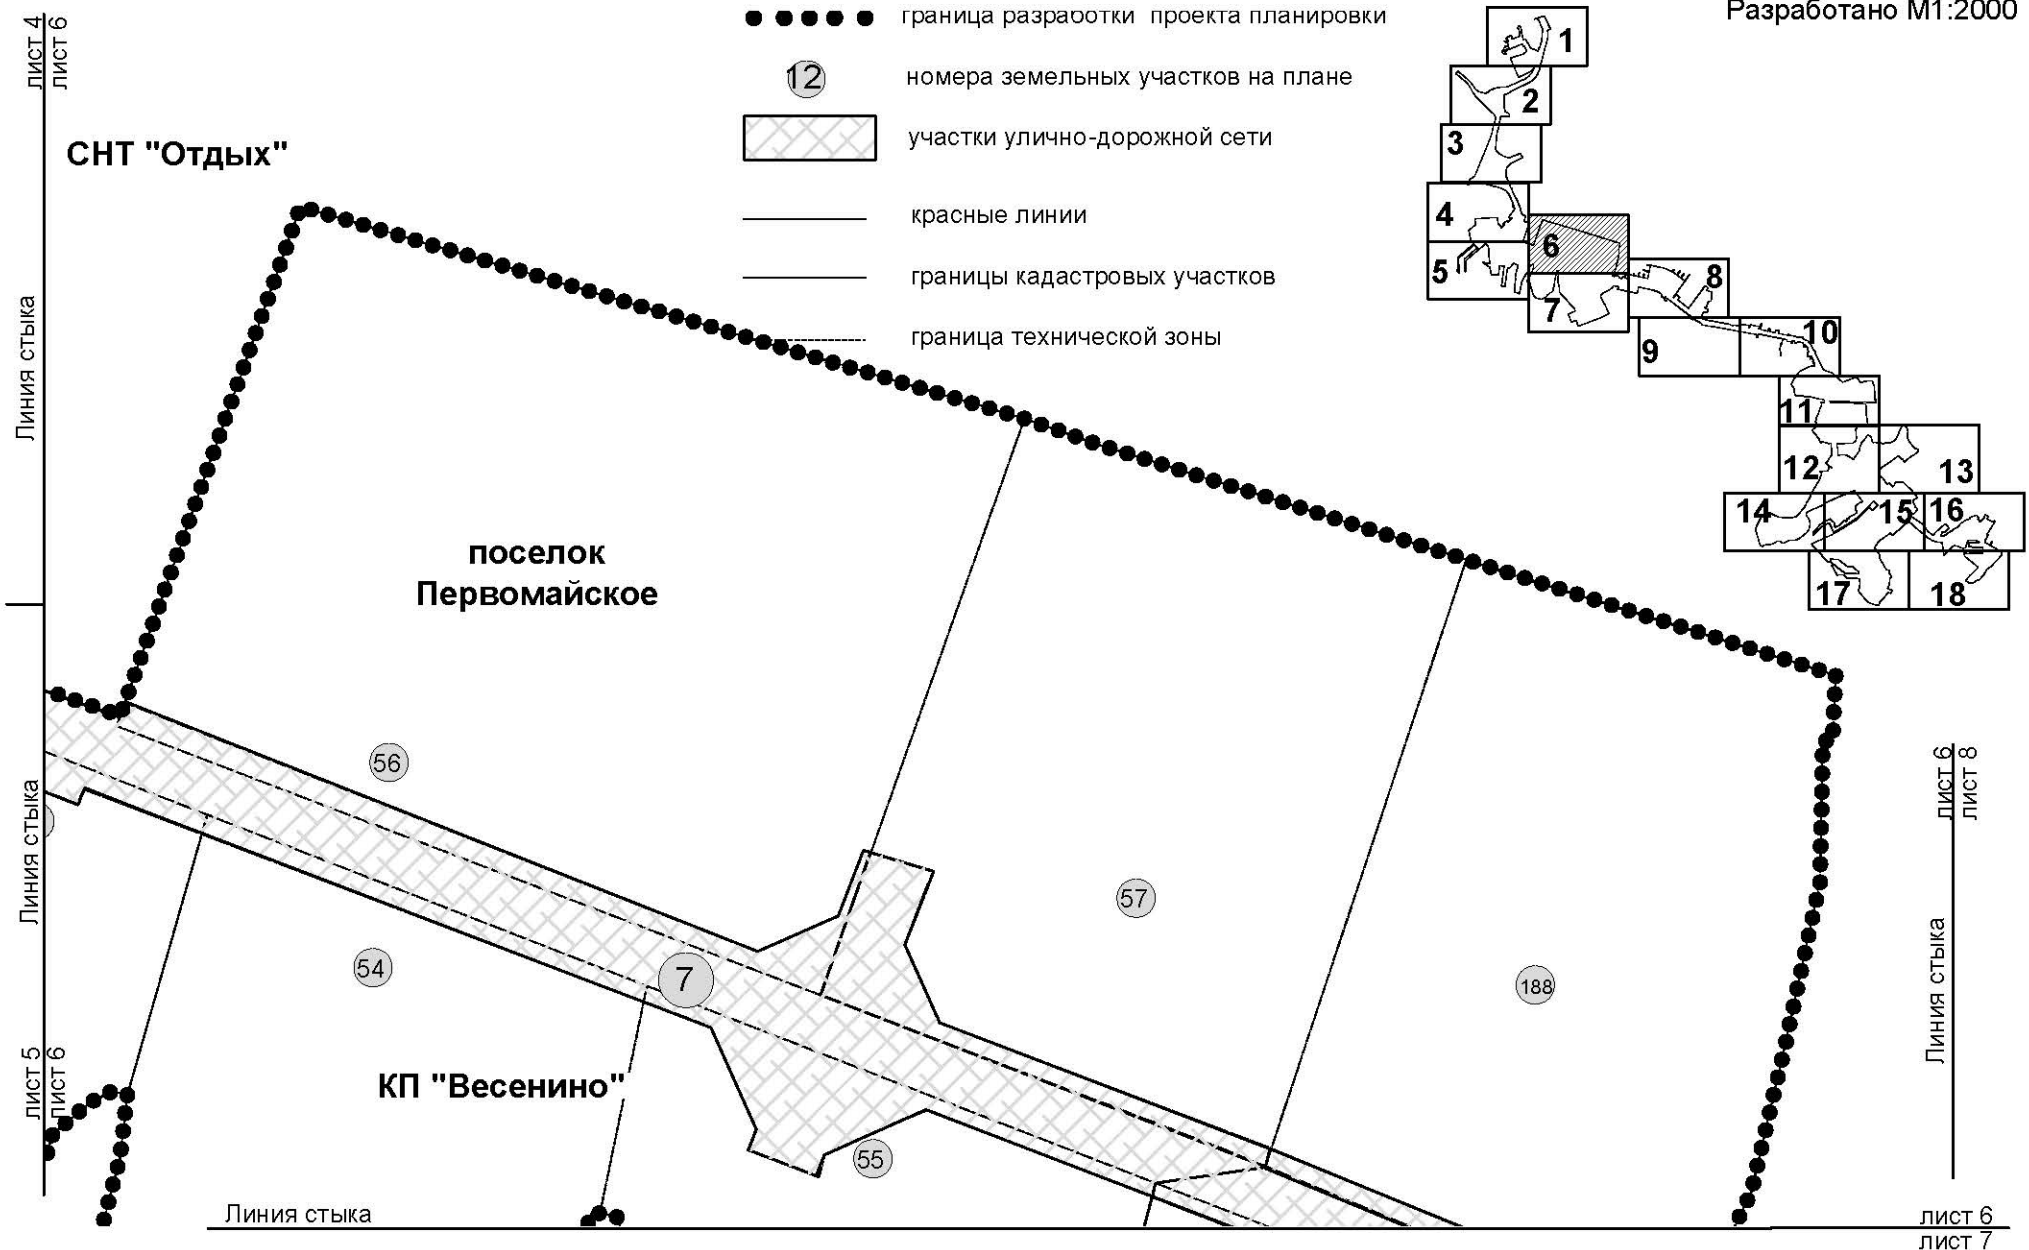 граница разработки проекта планировки
Разработано М1:2000
12
номера земельных участков на плане
участки улично-дорожной сети
красные линии
границы кадастровых участков
граница технической зоны
1
2
3
4
5
6
7
8
9
10
11
12
13
14
15
16
17
18
лист 4
лист 6
СНТ "Отдых"
Линия стыка
поселок
Первомайское
56
57
188
54
7
55
КП "Весенино"
Линия стыка
лист 5
лист 6
лист 6
лист 8
Линия стыка
Линия стыка
лист 6
лист 7